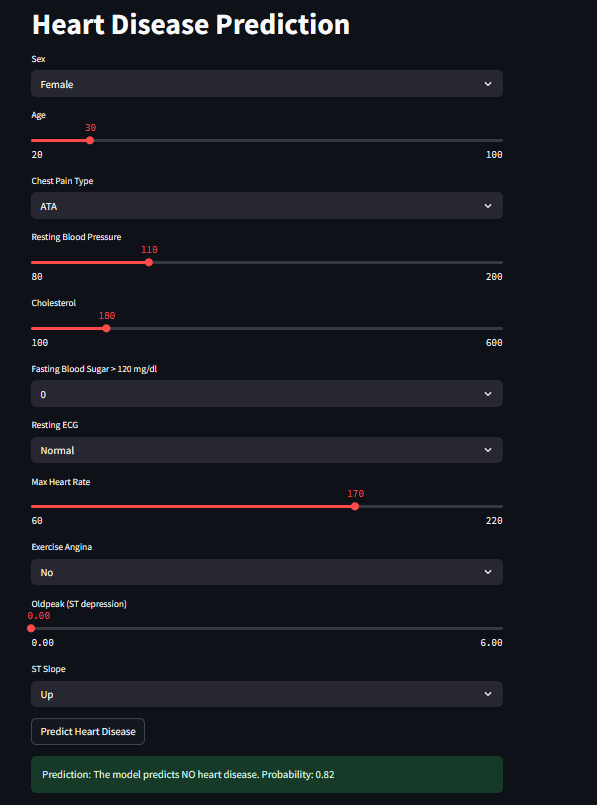 Heart Disease Prediction
Sex
Female
Age
30
20 100
Chest Pain Type
ATA
Resting Blood Pressure
110
80 200
Cholesterol
180
100 600
Fasting Blood Sugar > 120 mg/dl
0
Resting ECG
Normal
Max Heart Rate
170
60 220
Exercise Angina
No
Oldpeak (ST depression)
0.00
0.00 6.00
ST Slope
Up
Predict Heart Disease
Prediction: The model predicts NO heart disease. Probability: 0.82